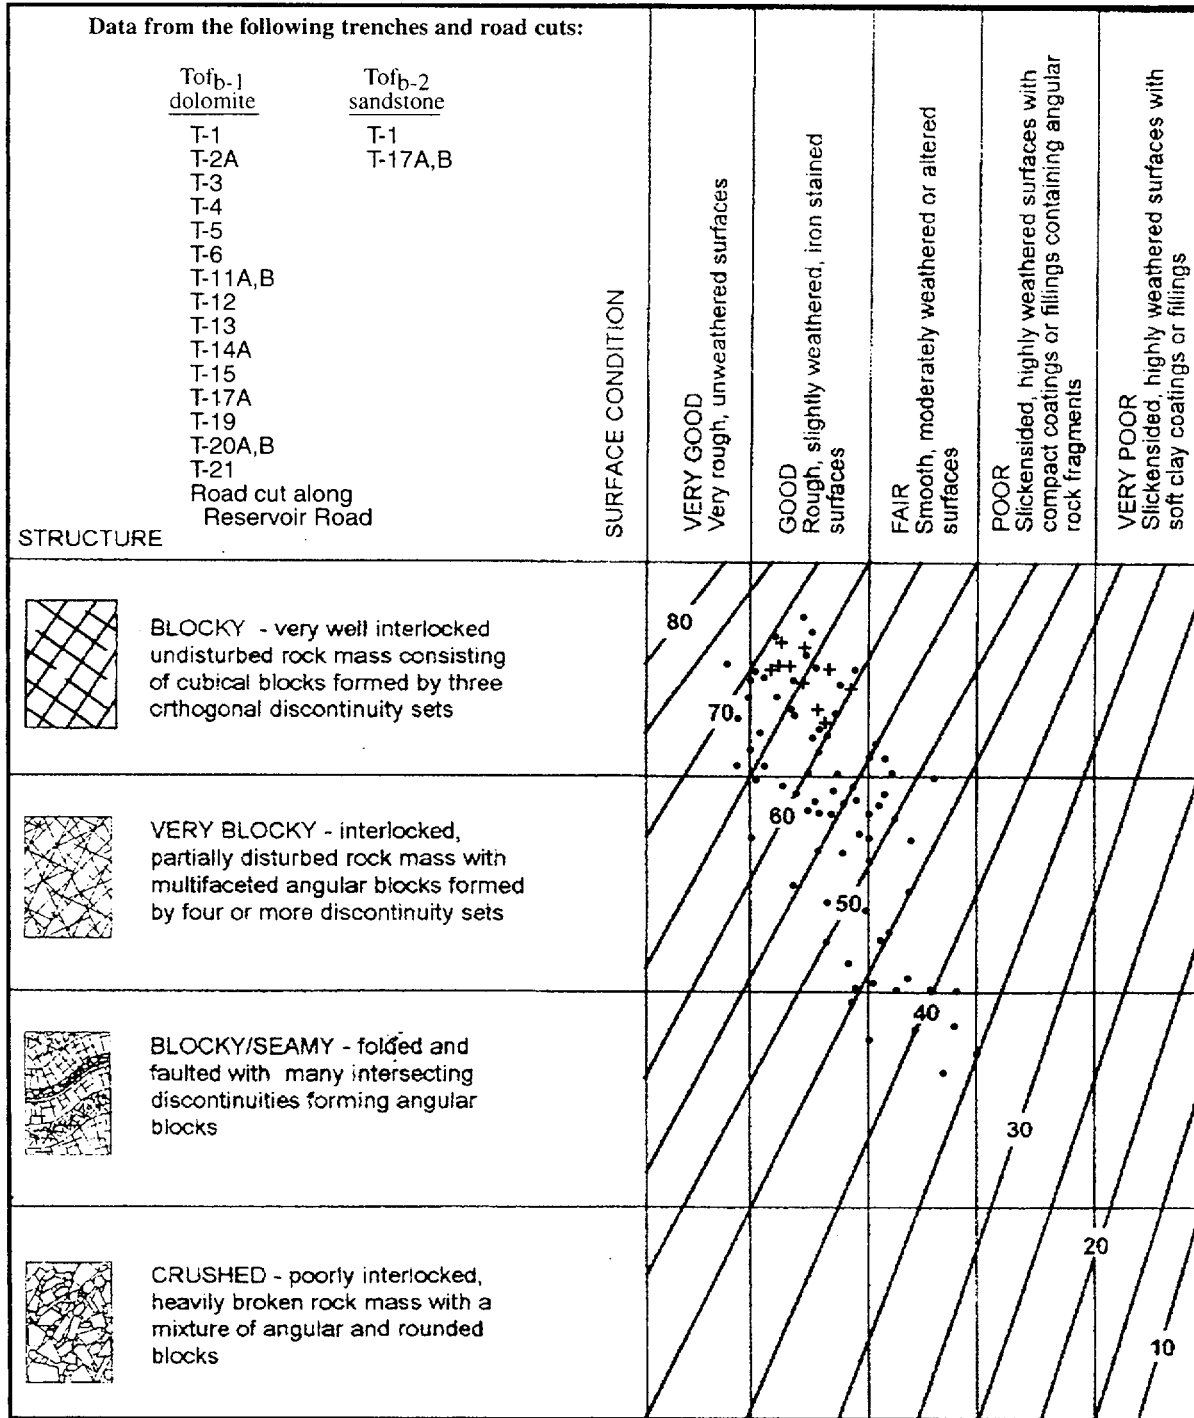 Data from the following trenches and road cuts:
Tofb-1 Tofb-2
dolomite sandstone
T-1 T-1
T-2A T-17A,B
T-3
T-4
T-5
T-6
T-11A,B
T-12
T-13
T-14A
T-15
T-17A
T-19
T-20A,B
T-21
Road cut along
Reservoir Road
STRUCTURE
SURFACE CONDITION
VERY GOOD
Very rough, unweathered surfaces
GOOD
Rough, slightly weathered, iron stained
surfaces
FAIR
Smooth, moderately weathered or altered
surfaces
POOR
Slickensided, highly weathered surfaces with
compact coatings or fillings containing angular
rock fragments
VERY POOR
Slickensided, highly weathered surfaces with
soft clay coatings or fillings
BLOCKY - very well interlocked
undisturbed rock mass consisting
of cubical blocks formed by three
crthogonal discontinuity sets
VERY BLOCKY - interlocked,
partially disturbed rock mass with
multifaceted angular blocks formed
by four or more discontinuity sets
BLOCKY/SEAMY - folded and
faulted with many intersecting
discontinuities forming angular
blocks
CRUSHED - poorly interlocked,
heavily broken rock mass with a
mixture of angular and rounded
blocks
80
70
60
50
40
30
20
10